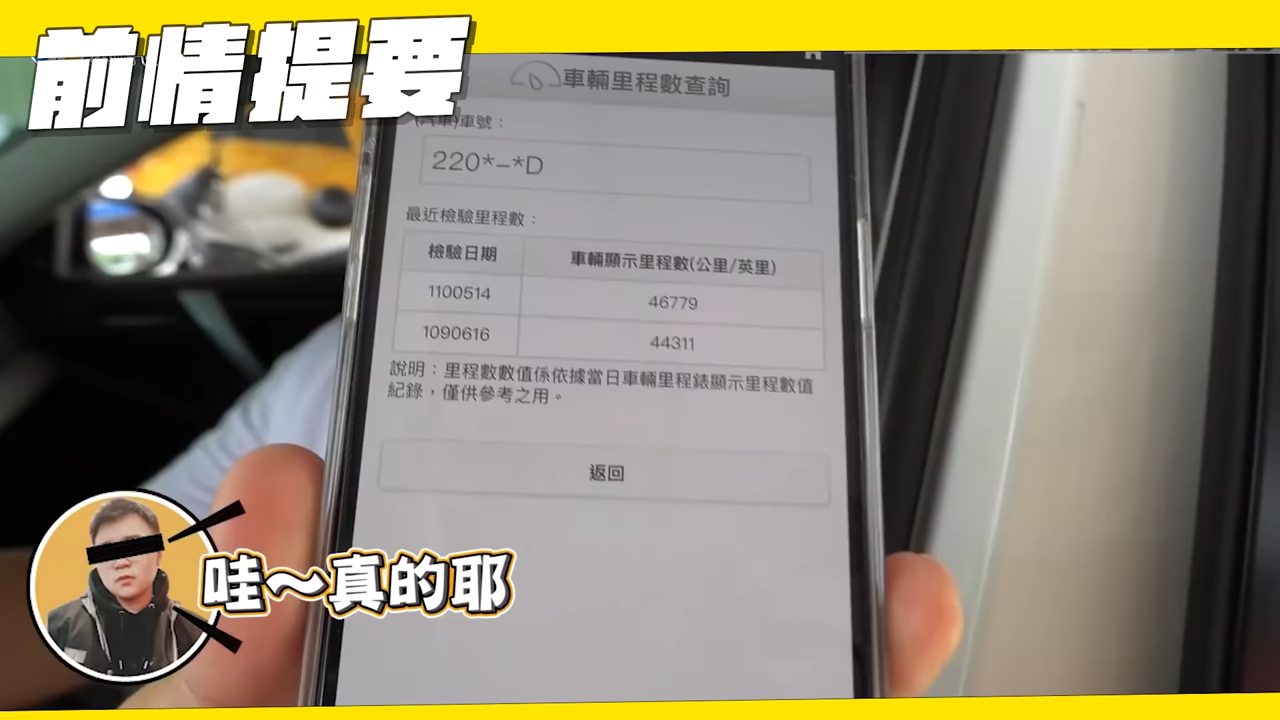 前情提要
車輛里程數查詢
(汽車)車號：
220*-*D
最近檢驗里程數：
檢驗日期 車輛顯示里程數(公里/英里)
1100514 46779
1090616 44311
說明：里程數數值係依據當日車輛里程錶顯示里程數值
紀錄，僅供參考之用。
返回
哇～真的耶